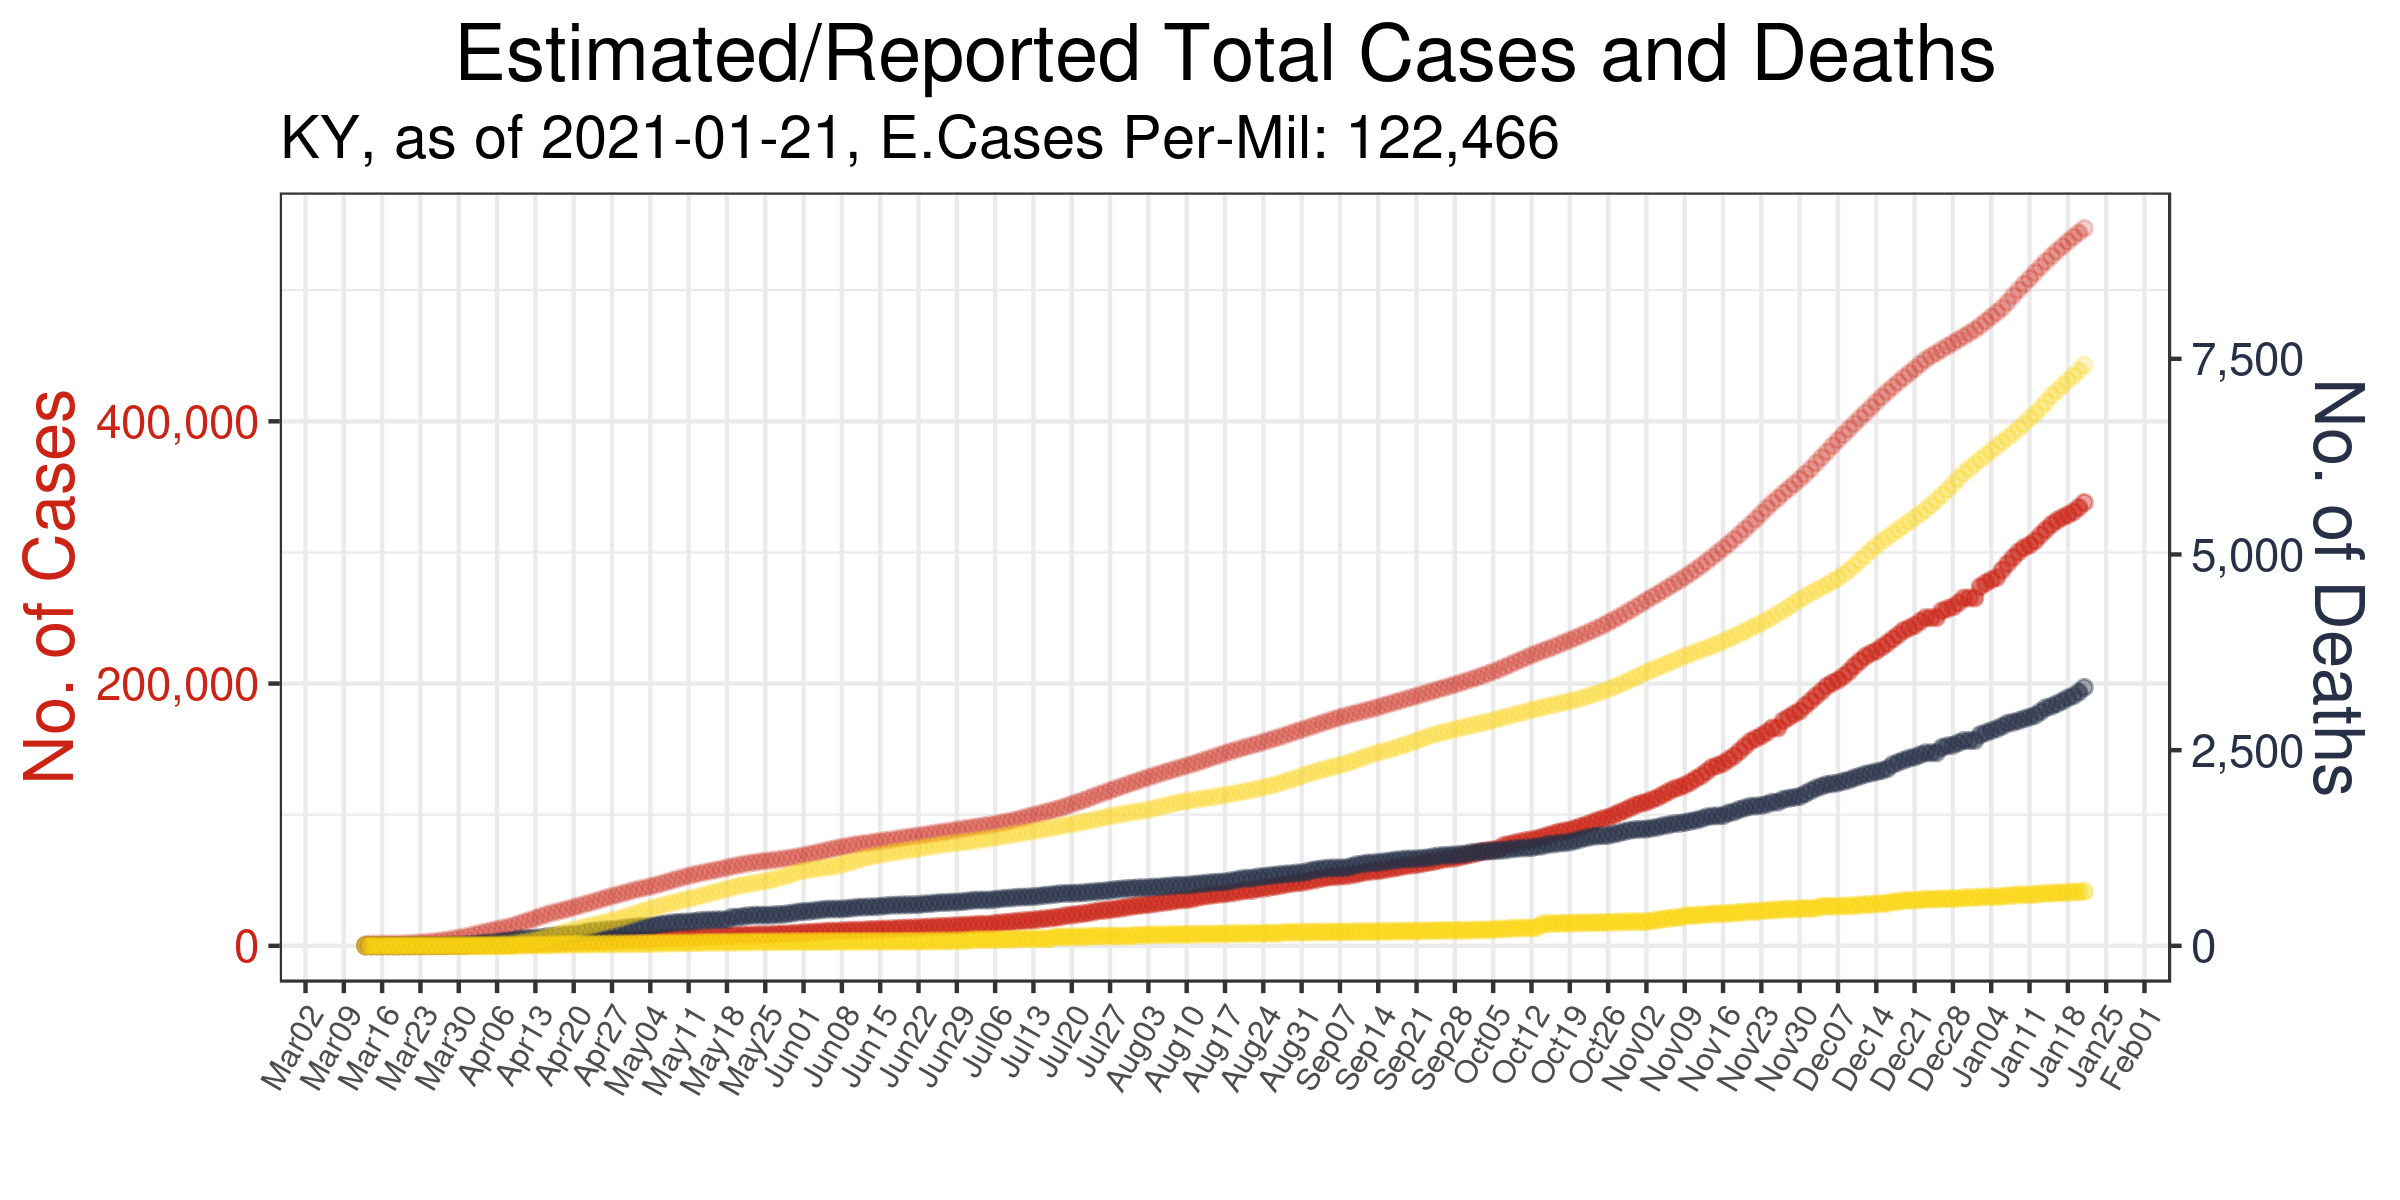 Estimated/Reported Total Cases and Deaths
KY, as of 2021-01-21, E.Cases Per-Mil: 122,466
No. of Cases
400,000
200,000
0
7,500
5,000
2,500
0
No. of Deaths
Mar02
Mar09
Mar16
Mar23
Mar30
Apr06
Apr13
Apr20
Apr27
May04
May11
May18
May25
Jun01
Jun08
Jun15
Jun22
Jun29
Jul06
Jul13
Jul20
Jul27
Aug03
Aug10
Aug17
Aug24
Aug31
Sep07
Sep14
Sep21
Sep28
Oct05
Oct12
Oct19
Oct26
Nov02
Nov09
Nov16
Nov23
Nov30
Dec07
Dec14
Dec21
Dec28
Jan04
Jan11
Jan18
Jan25
Feb01